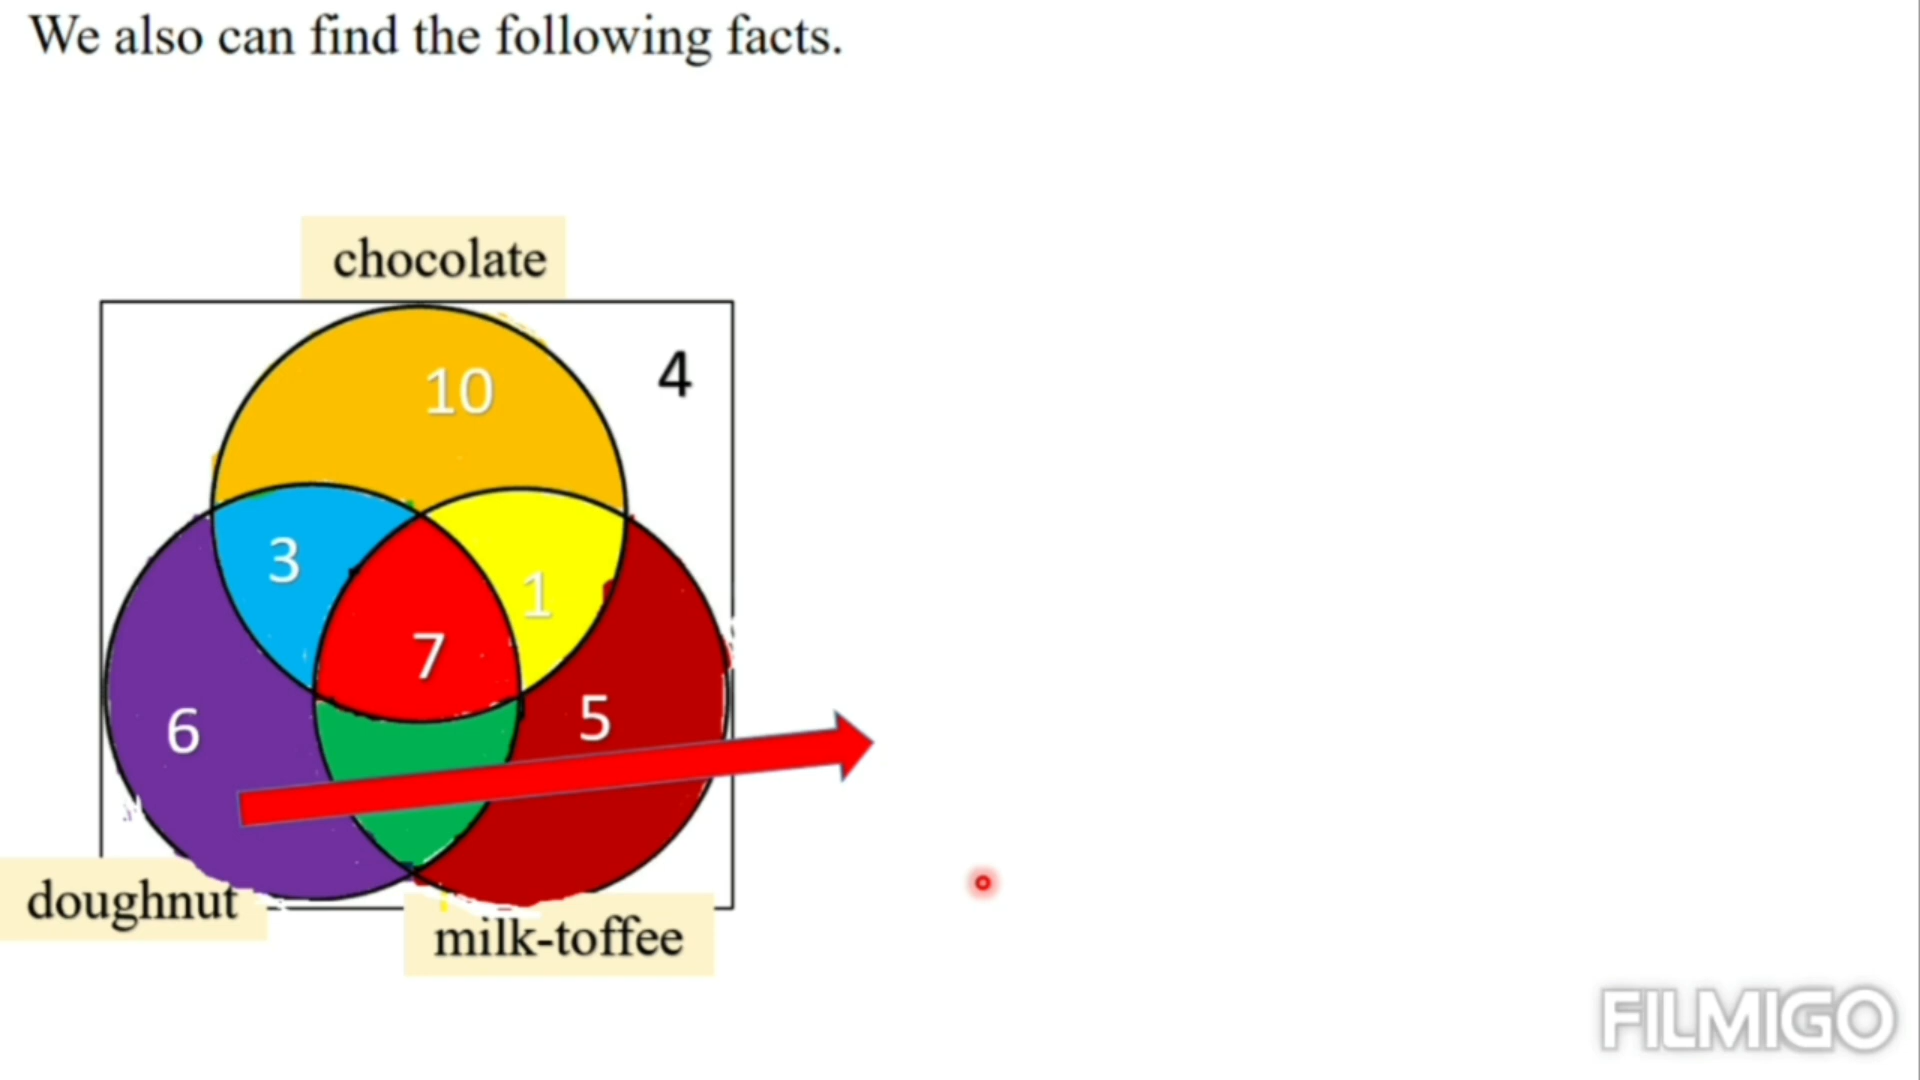 We also can find the following facts.
chocolate
10
4
3
1
7
6
5
doughnut
milk-toffee
FILMIGO